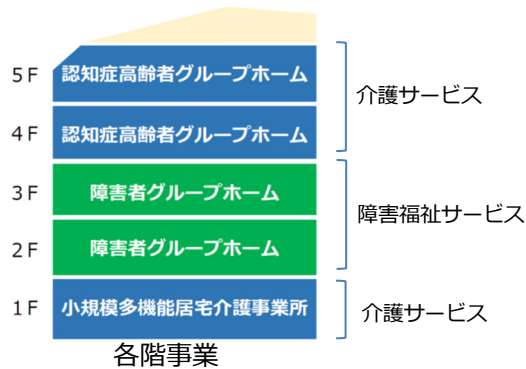 5F 認知症高齢者グループホーム
介護サービス
4F 認知症高齢者グループホーム
3F 障害者グループホーム
障害福祉サービス
2F 障害者グループホーム
1F 小規模多機能居宅介護事業所 介護サービス
各階事業